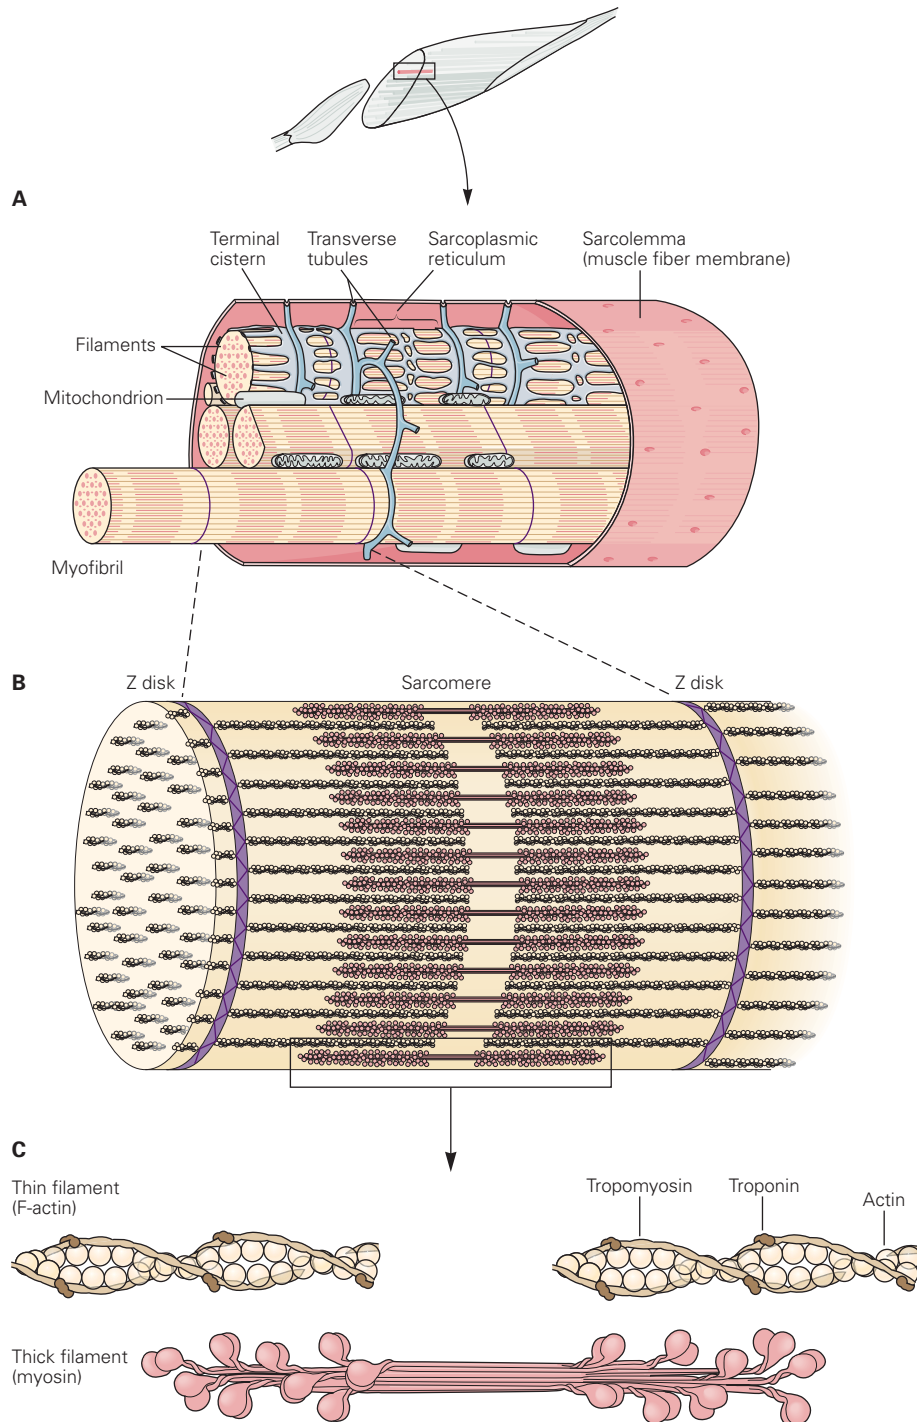 A
Terminal
cistern
Transverse
tubules
Sarcoplasmic
reticulum
Sarcolemma
(muscle fiber membrane)
Filaments
Mitochondrion
Myofibril
B
Z disk
Sarcomere
Z disk
C
Thin filament
(F-actin)
Tropomyosin
Troponin
Actin
Thick filament
(myosin)